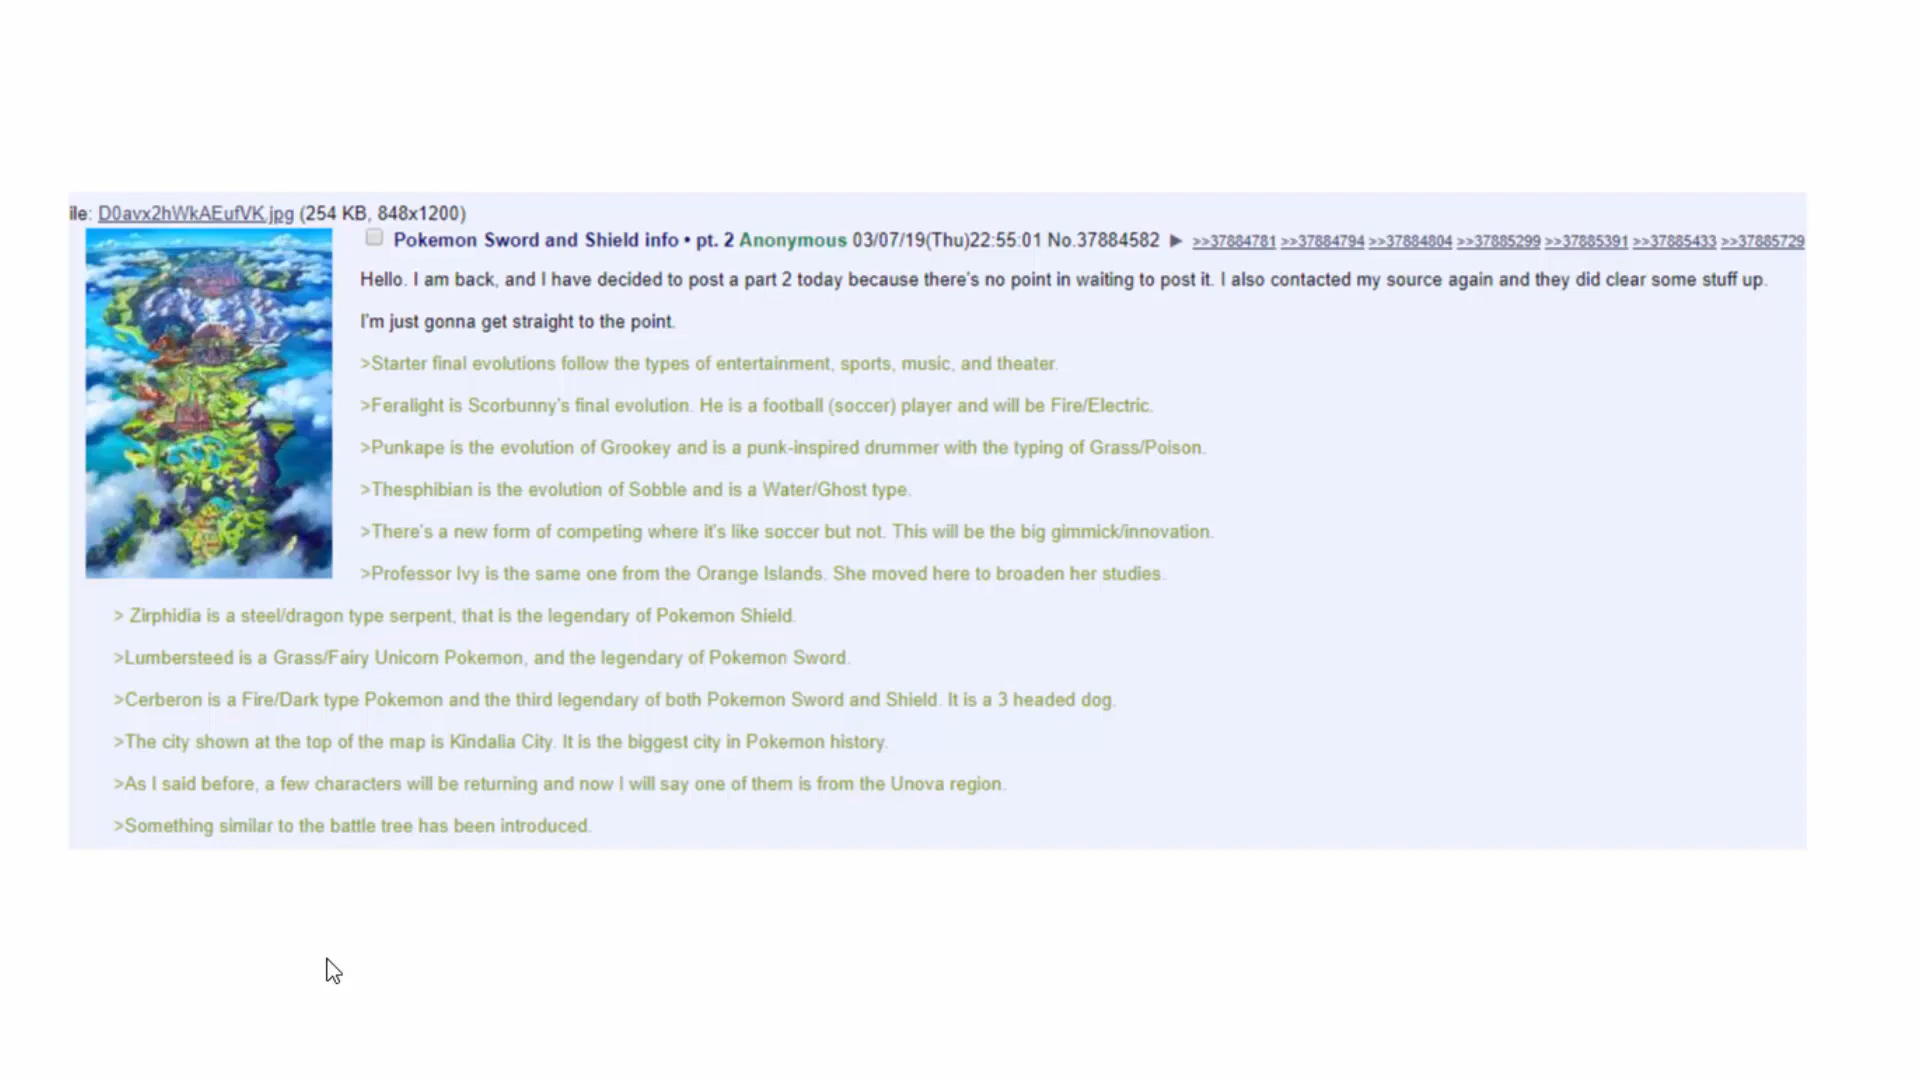 ile: D0avx2hWkAEufVK.jpg (254 KB, 848x1200)
Pokemon Sword and Shield info • pt. 2 Anonymous 03/07/19(Thu)22:55:01 No.37884582 ▶ >>37884781 >>37884794 >>37884804 >>37885299 >>37885391 >>37885433 >>37885729
Hello. I am back, and I have decided to post a part 2 today because there's no point in waiting to post it. I also contacted my source again and they did clear some stuff up.
I'm just gonna get straight to the point.
>Starter final evolutions follow the types of entertainment, sports, music, and theater.
>Feralight is Scorbunny's final evolution. He is a football (soccer) player and will be Fire/Electric.
>Punkape is the evolution of Grookey and is a punk-inspired drummer with the typing of Grass/Poison.
>Thesphibian is the evolution of Sobble and is a Water/Ghost type.
>There's a new form of competing where it's like soccer but not. This will be the big gimmick/innovation.
>Professor Ivy is the same one from the Orange Islands. She moved here to broaden her studies.
> Zirphidia is a steel/dragon type serpent, that is the legendary of Pokemon Shield.
>Lumbersteed is a Grass/Fairy Unicorn Pokemon, and the legendary of Pokemon Sword.
>Cerberon is a Fire/Dark type Pokemon and the third legendary of both Pokemon Sword and Shield. It is a 3 headed dog.
>The city shown at the top of the map is Kindalia City. It is the biggest city in Pokemon history.
>As I said before, a few characters will be returning and now I will say one of them is from the Unova region.
>Something similar to the battle tree has been introduced.